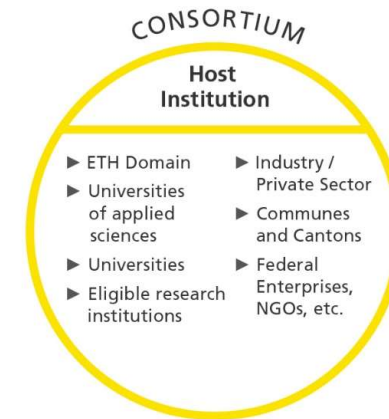 CONSORTIUM
Host
Institution
▶ ETH Domain
▶ Universities
of applied
sciences
▶ Universities
▶ Eligible research
institutions
▶ Industry /
Private Sector
▶ Communes
and Cantons
▶ Federal
Enterprises,
NGOs, etc.